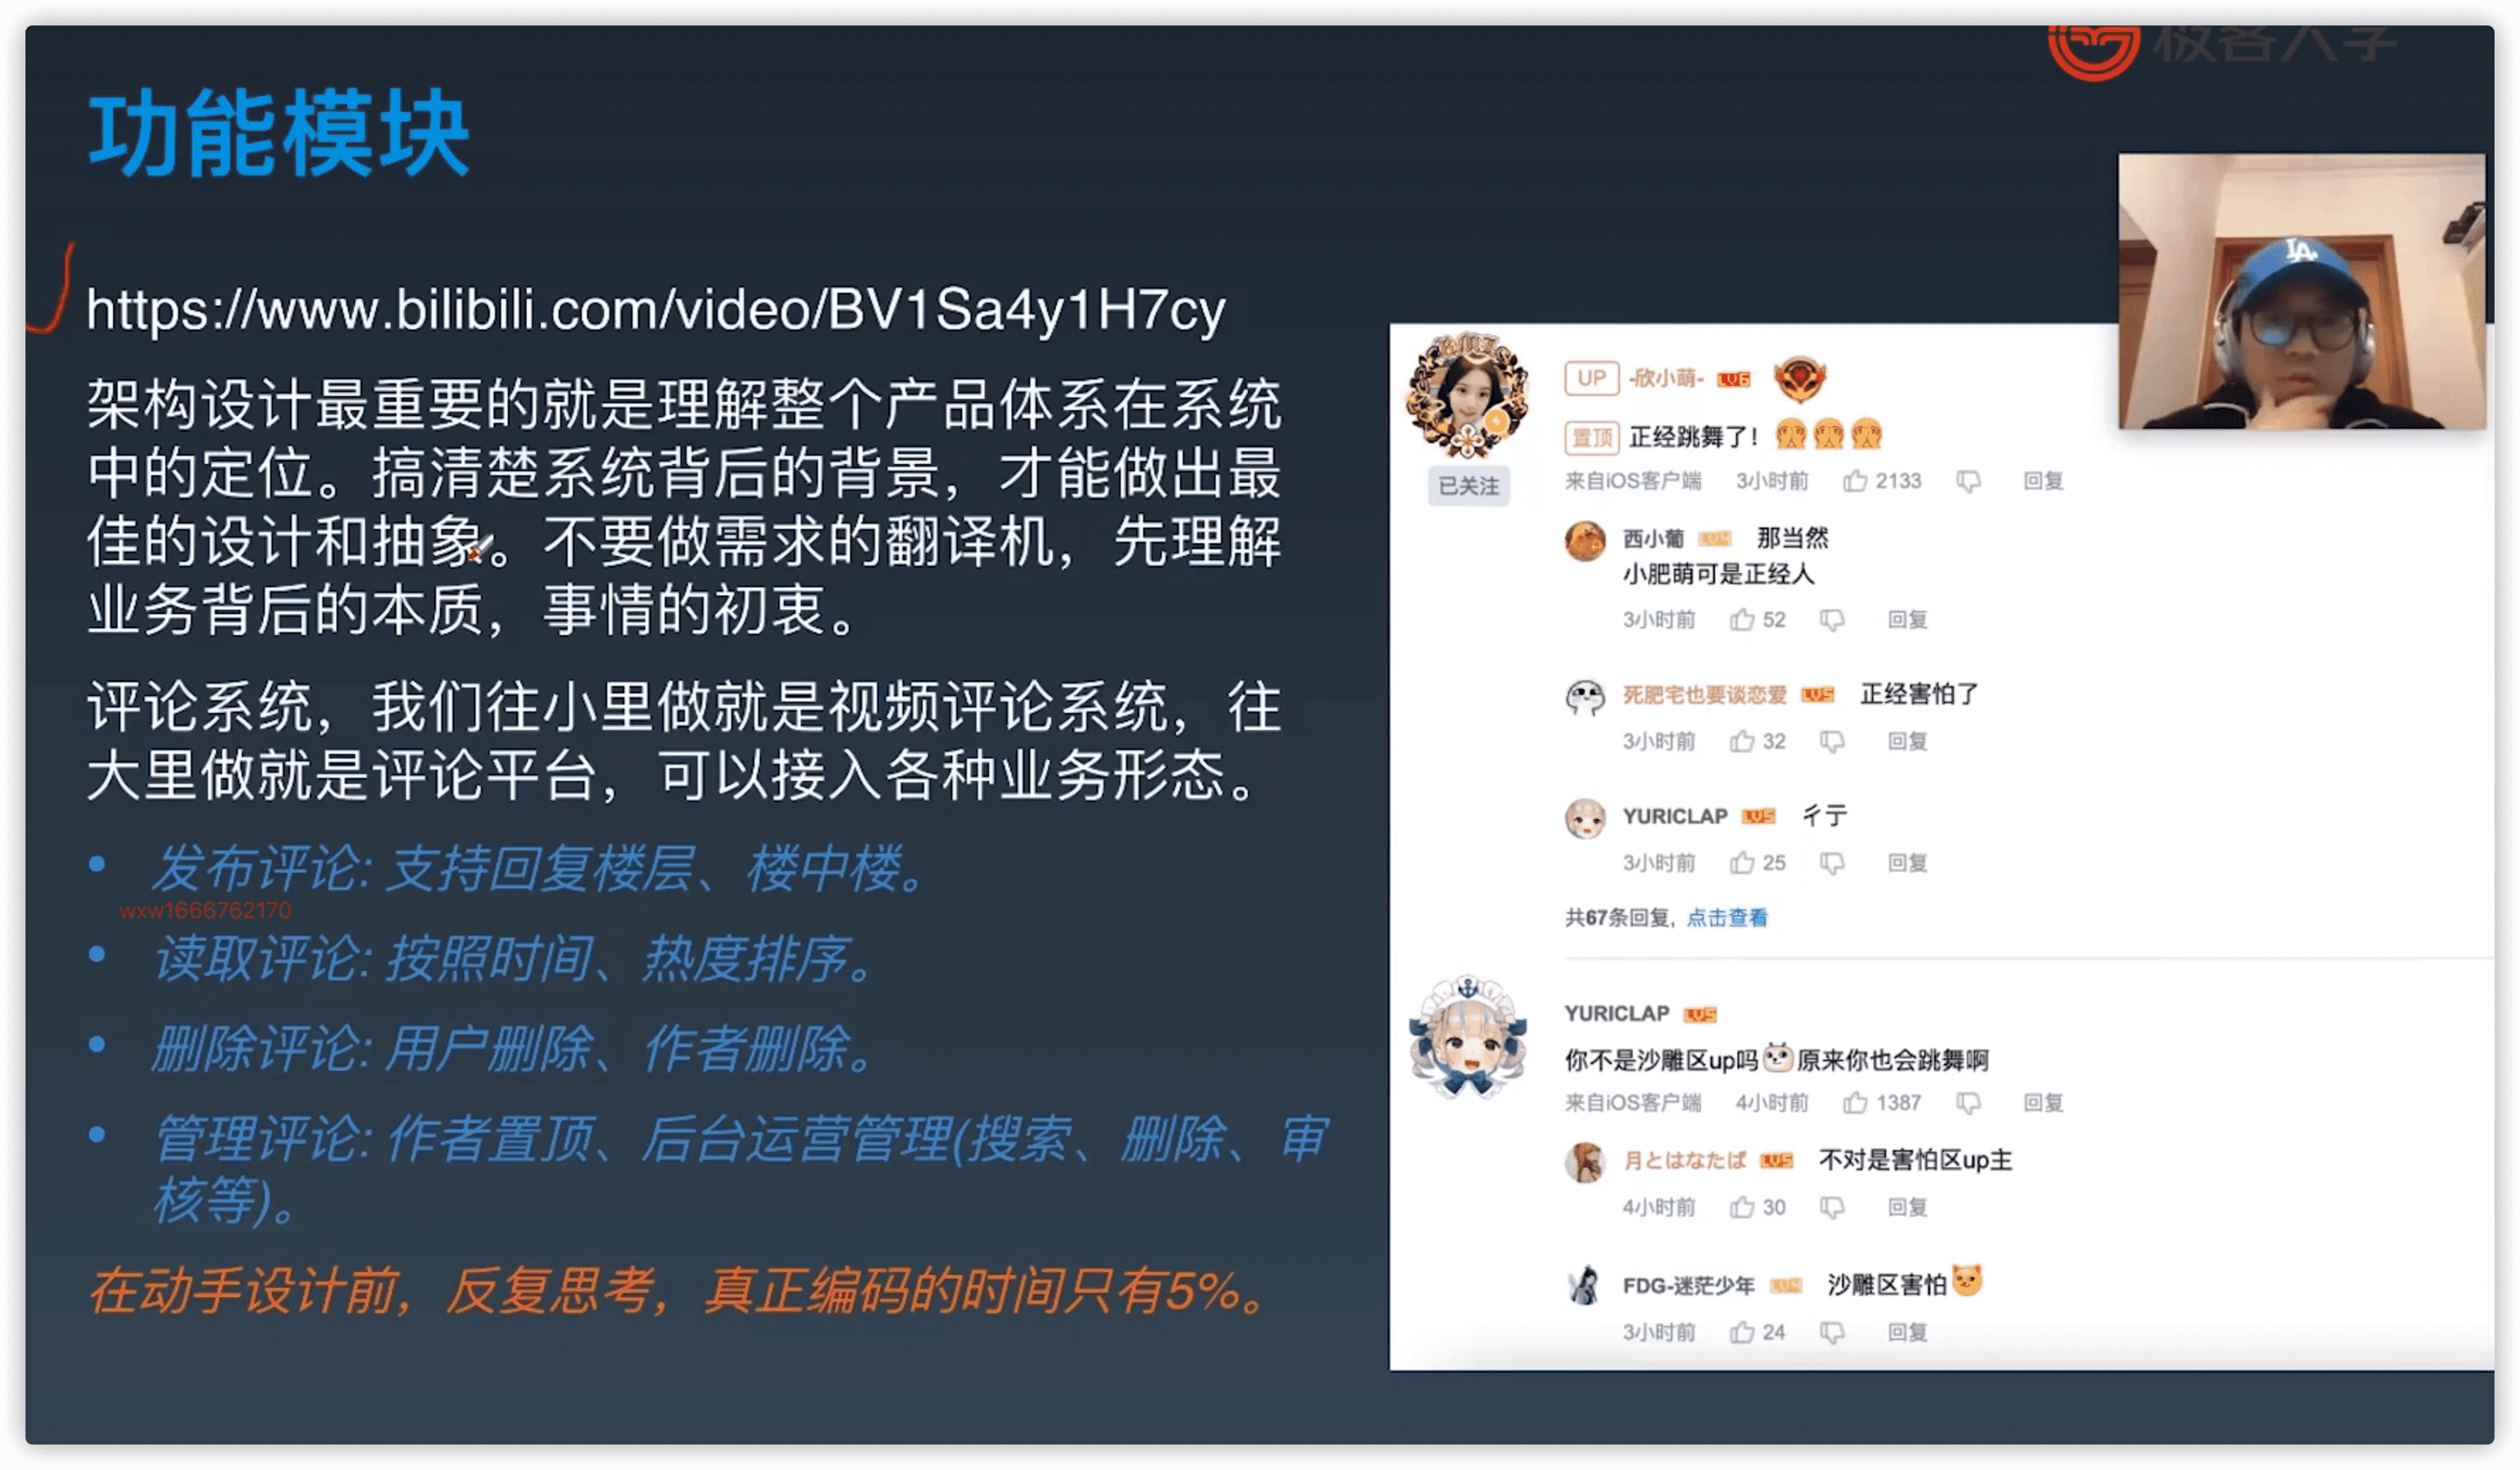 极客大学
功能模块
https://www.bilibili.com/video/BV1Sa4y1H7cy
架构设计最重要的就是理解整个产品体系在系统
中的定位。搞清楚系统背后的背景，才能做出最
佳的设计和抽象。不要做需求的翻译机，先理解
业务背后的本质，事情的初衷。
评论系统，我们往小里做就是视频评论系统，往
大里做就是评论平台，可以接入各种业务形态。
• 发布评论: 支持回复楼层、楼中楼。
wxw1666762170
• 读取评论: 按照时间、热度排序。
• 删除评论: 用户删除、作者删除。
• 管理评论: 作者置顶、后台运营管理(搜索、删除、审
核等)。
在动手设计前，反复思考，真正编码的时间只有5%。
LA
UP -欣小萌- LV6
置顶 正经跳舞了！
已关注
来自iOS客户端 3小时前 2133 回复
西小葡 LV4 那当然
小肥萌可是正经人
3小时前 52 回复
死肥宅也要谈恋爱 LV5 正经害怕了
3小时前 32 回复
YURICLAP LV5 彳亍
3小时前 25 回复
共67条回复，点击查看
YURICLAP LV5
你不是沙雕区up吗原来你也会跳舞啊
来自iOS客户端 4小时前 1387 回复
月とはなたば LV5 不对是害怕区up主
4小时前 30 回复
FDG-迷茫少年 LV4 沙雕区害怕
3小时前 24 回复